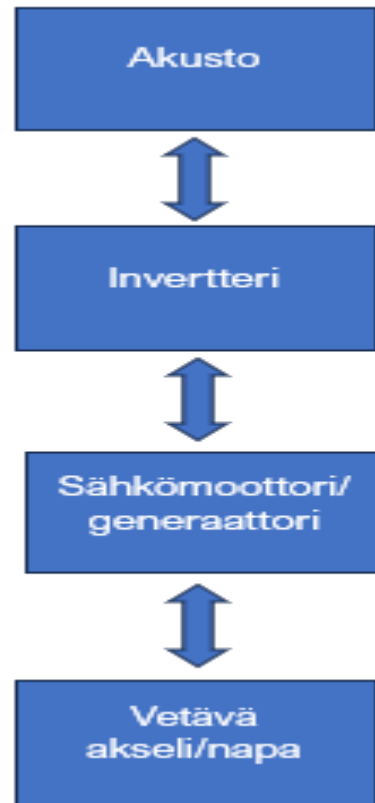 Akusto
Invertteri
Sähkömoottori/
generaattori
Vetävä
akseli/napa